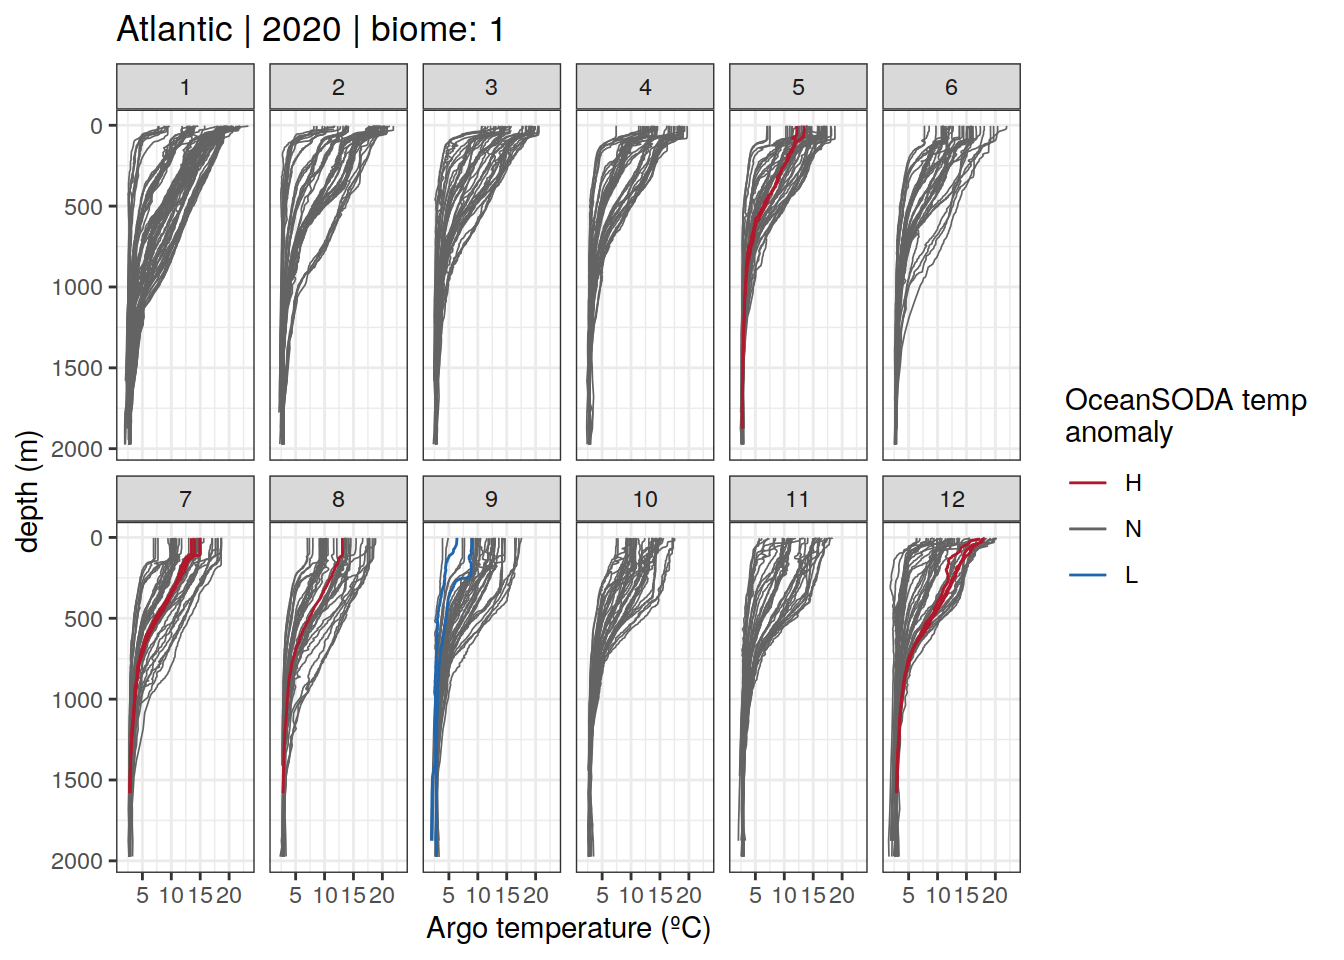 Atlantic | 2020 | biome: 1
1 2 3 4 5 6
0
500
1000
1500
2000
7 8 9 10 11 12
0
500
1000
1500
2000
5 10 15 20 5 10 15 20 5 10 15 20 5 10 15 20 5 10 15 20 5 10 15 20
Argo temperature (ºC)
depth (m)
OceanSODA temp
anomaly
H
N
L